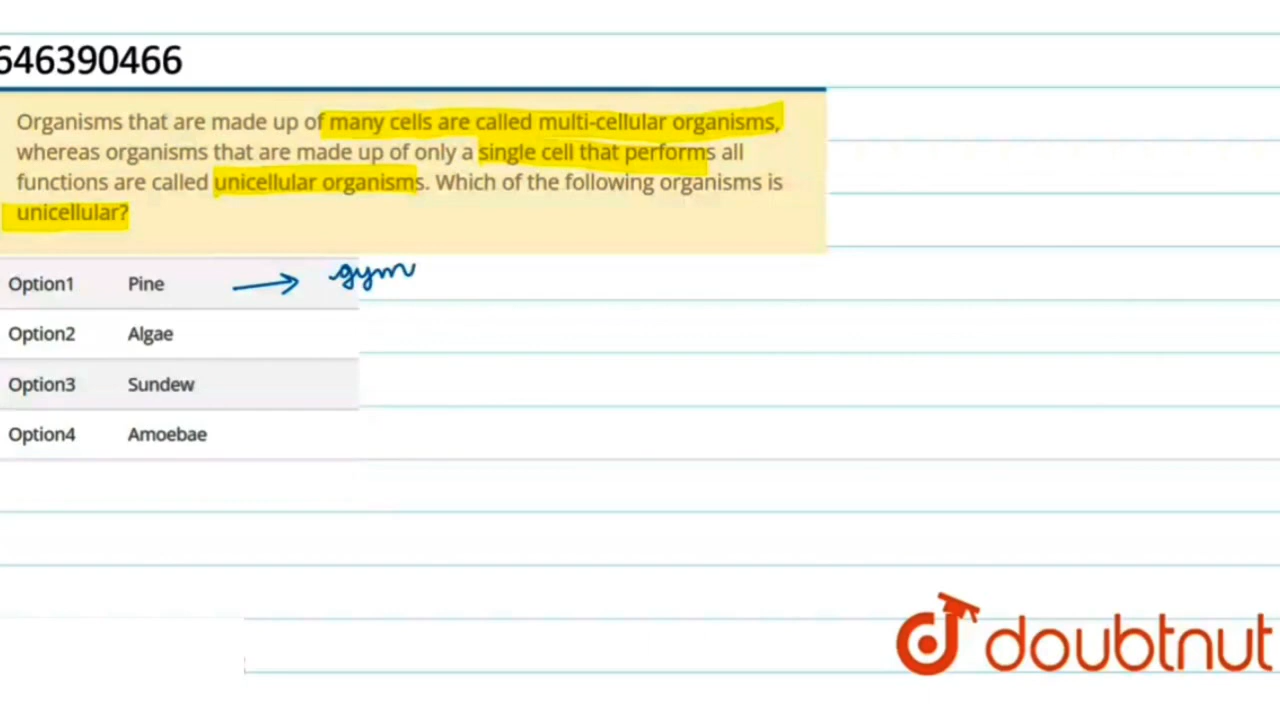 646390466
Organisms that are made up of many cells are called multi-cellular organisms,
whereas organisms that are made up of only a single cell that performs all
functions are called unicellular organisms. Which of the following organisms is
unicellular?
Option1 Pine → gym
Option2 Algae
Option3 Sundew
Option4 Amoebae
doubtnut